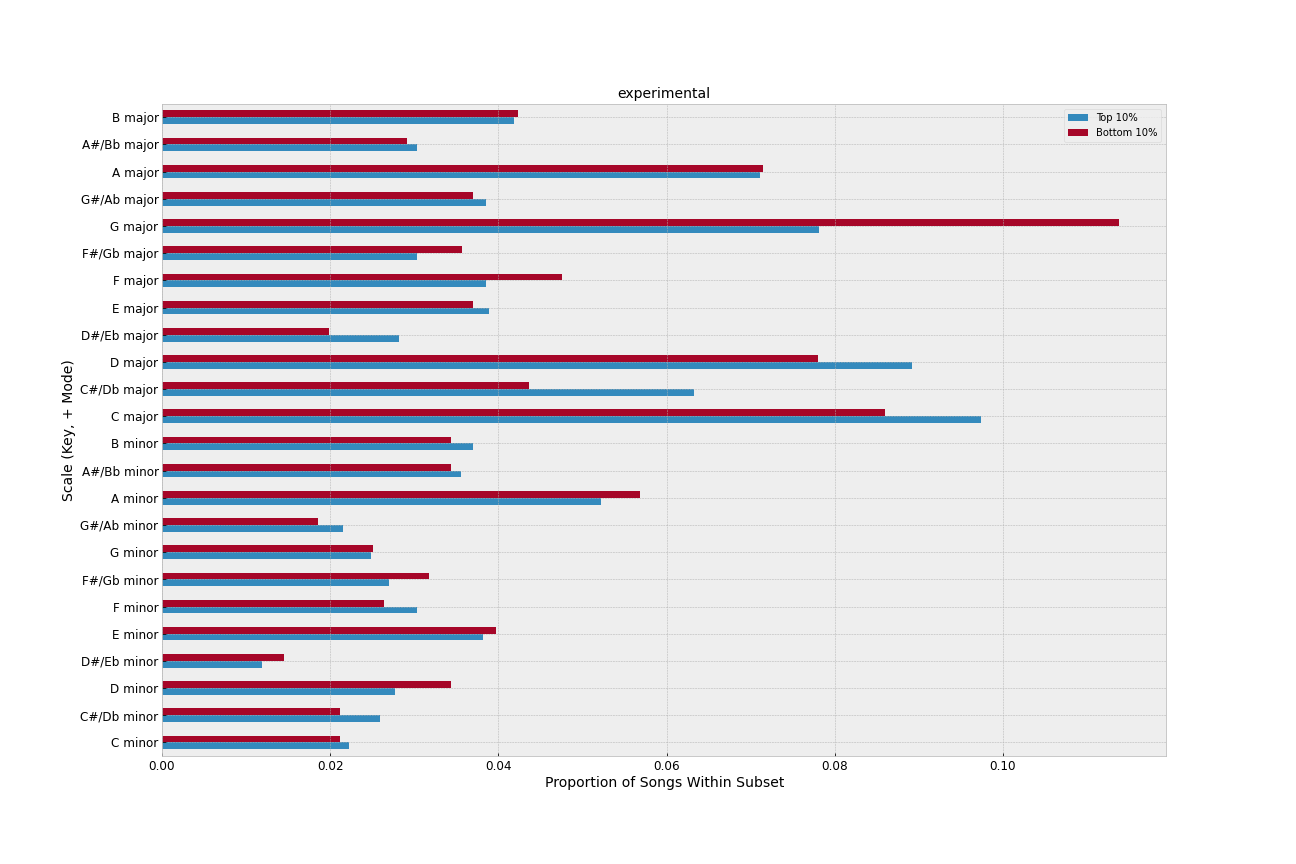 experimental
Top 10%
Bottom 10%
B major
A#/Bb major
A major
G#/Ab major
G major
F#/Gb major
F major
E major
D#/Eb major
D major
C#/Db major
C major
B minor
A#/Bb minor
A minor
G#/Ab minor
G minor
F#/Gb minor
F minor
E minor
D#/Eb minor
D minor
C#/Db minor
C minor
Scale (Key, + Mode)
0.00 0.02 0.04 0.06 0.08 0.10
Proportion of Songs Within Subset